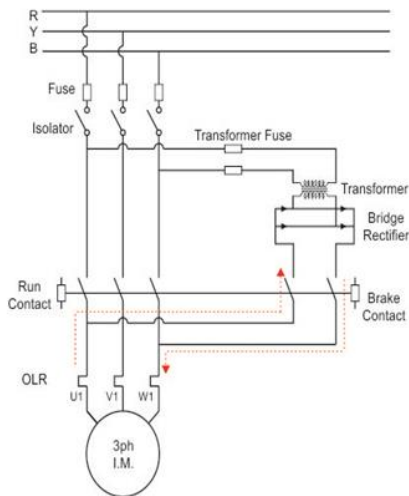 R
Y
B
Fuse
Isolator
Transformer Fuse
Transformer
Bridge
Rectifier
Run
Contact
Brake
Contact
OLR
U1 V1 W1
3ph
I.M.